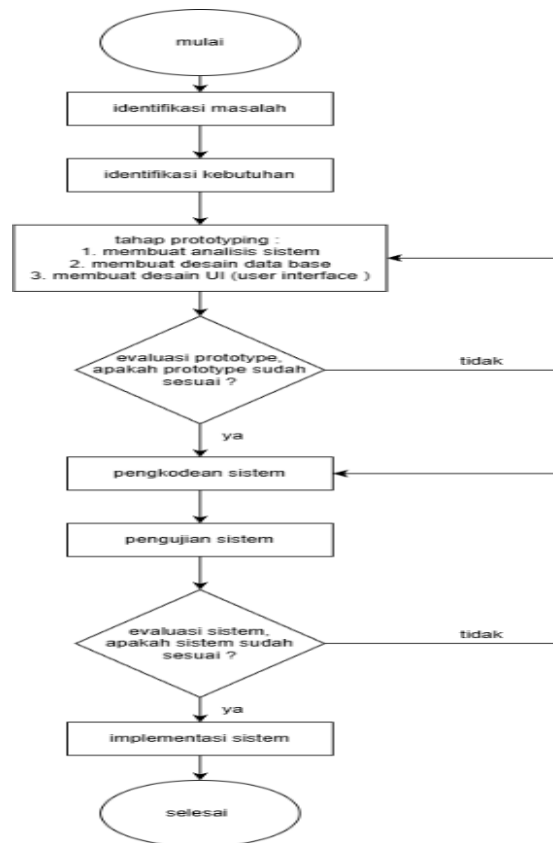 mulai
identifikasi masalah
identifikasi kebutuhan
tahap prototyping :
1. membuat analisis sistem
2. membuat desain data base
3. membuat desain UI (user interface )
evaluasi prototype,
apakah prototype sudah
sesuai ?
tidak
ya
pengkodean sistem
pengujian sistem
evaluasi sistem,
apakah sistem sudah
sesuai ?
tidak
ya
implementasi sistem
selesai